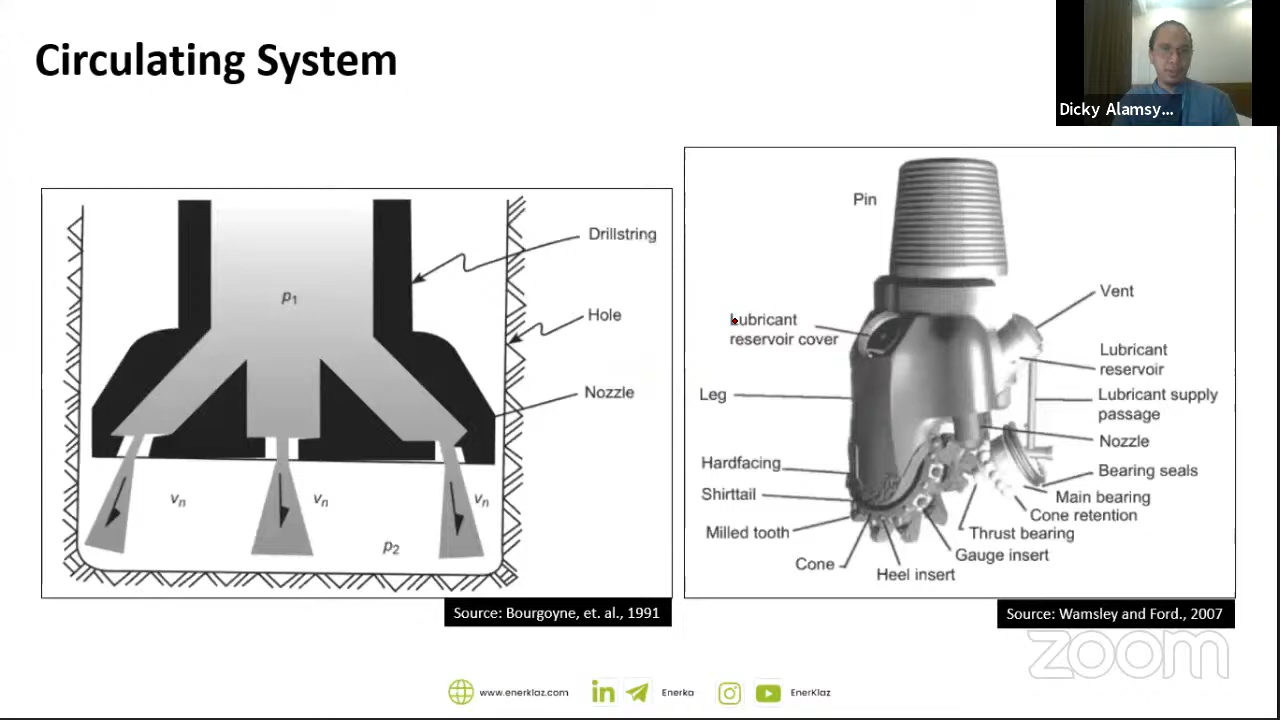 Circulating System
Dicky Alamsy...
Drillstring
Hole
Nozzle
p1
vn
vn
vn
p2
Source: Bourgoyne, et. al., 1991
Pin
Vent
Lubricant
reservoir cover
Lubricant
reservoir
Leg
Lubricant supply
passage
Nozzle
Hardfacing
Bearing seals
Shirttail
Main bearing
Cone retention
Milled tooth
Thrust bearing
Gauge insert
Cone
Heel insert
Source: Wamsley and Ford., 2007
zoom
www.enerklaz.com
in
Enerka
EnerKlaz